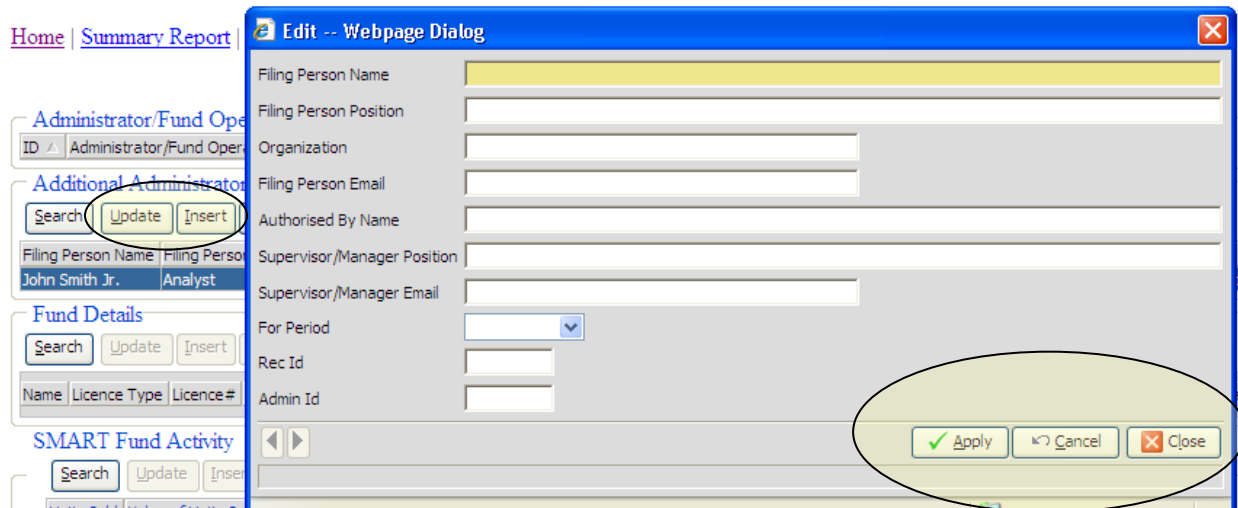 Home | Summary Report |
Edit -- Webpage Dialog
Filing Person Name
Filing Person Position
Organization
Filing Person Email
Authorised By Name
Supervisor/Manager Position
Supervisor/Manager Email
For Period
Rec Id
Admin Id
Apply Cancel Close
Administrator/Fund Ope
ID Administrator/Fund Opera
Additional Administrator
Search Update Insert
Filing Person Name Filing Person
John Smith Jr. Analyst
Fund Details
Search Update Insert
Name Licence Type Licence#
SMART Fund Activity
Search Update Inser